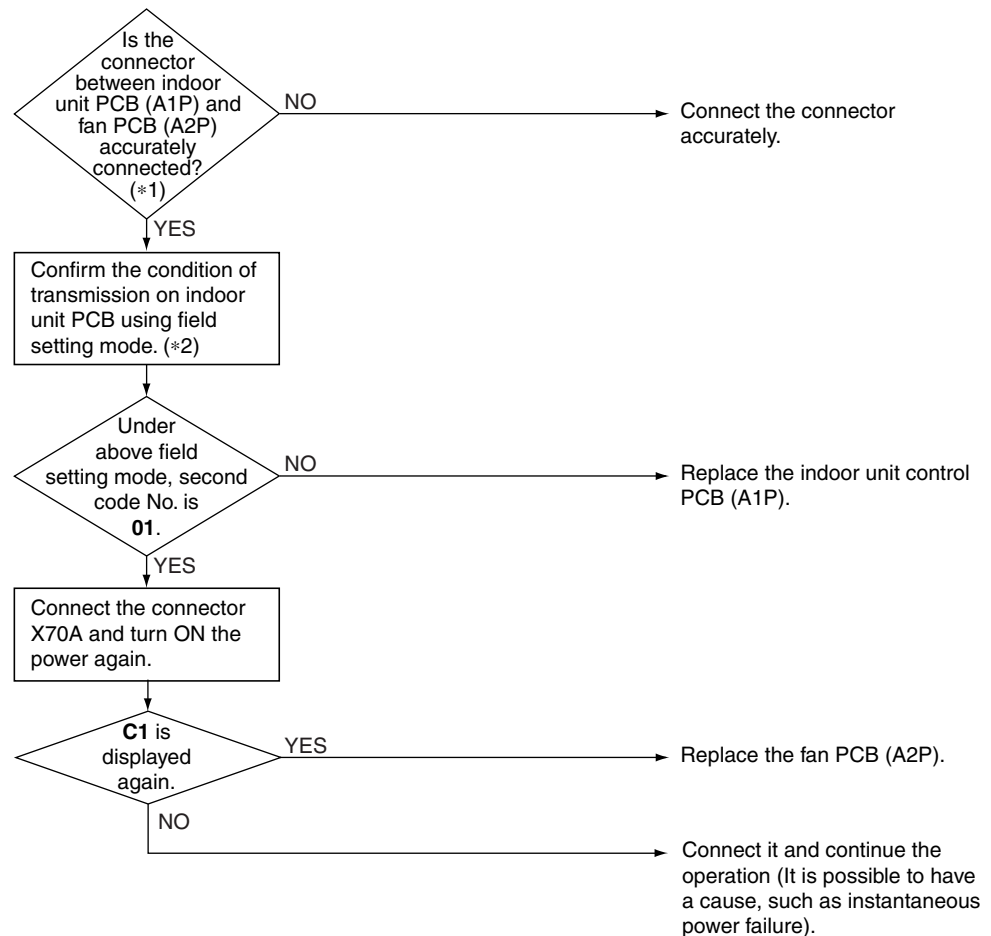 Is the
connector
between indoor
unit PCB (A1P) and
fan PCB (A2P)
accurately
connected?
(*1)
NO
Connect the connector
accurately.
YES
Confirm the condition of
transmission on indoor
unit PCB using field
setting mode. (*2)
Under
above field
setting mode, second
code No. is
01.
NO
Replace the indoor unit control
PCB (A1P).
YES
Connect the connector
X70A and turn ON the
power again.
C1 is
displayed
again.
YES
Replace the fan PCB (A2P).
NO
Connect it and continue the
operation (It is possible to have
a cause, such as instantaneous
power failure).